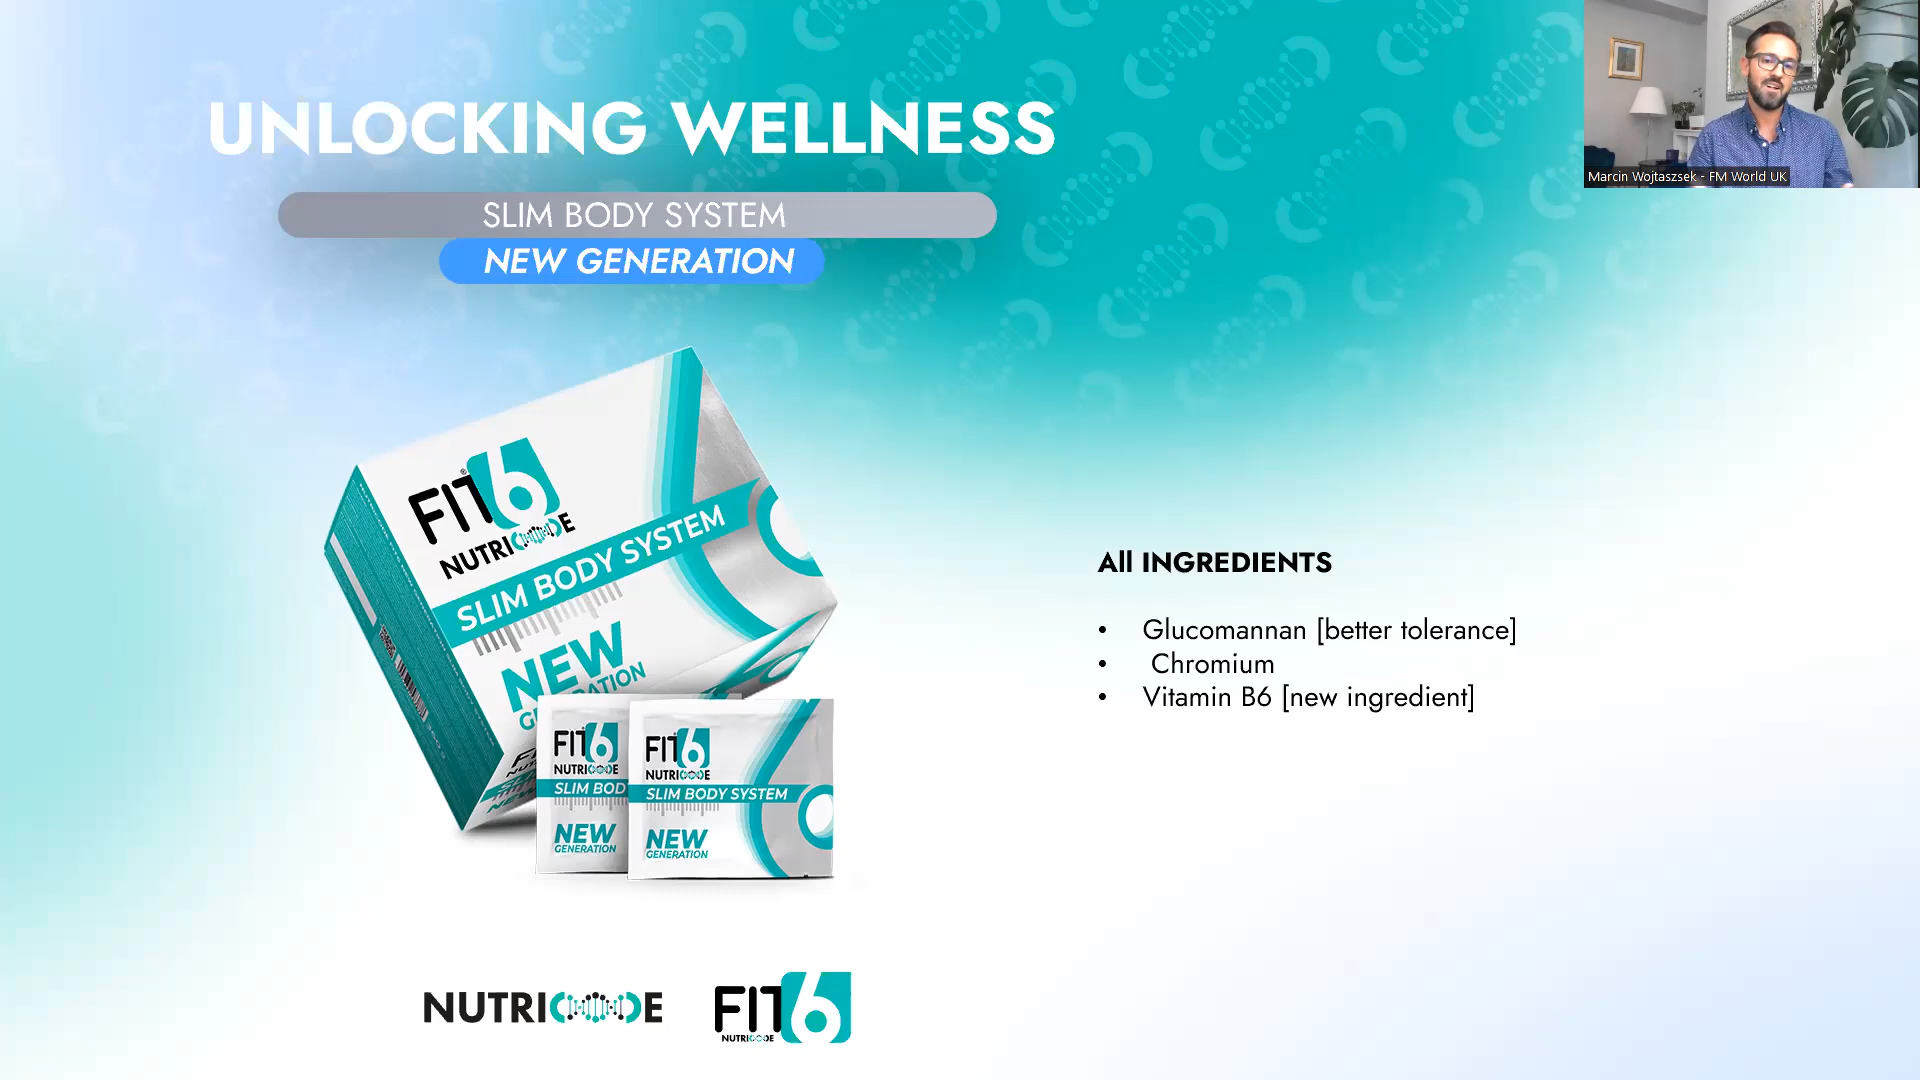 UNLOCKING WELLNESS
SLIM BODY SYSTEM
NEW GENERATION
Marcin Wojtaszsek - FM World UK
FIT6
NUTRICODE
SLIM BODY SYSTEM
NEW
All INGREDIENTS
• Glucomannan [better tolerance]
• Chromium
• Vitamin B6 [new ingredient]
FIT6
NUTRICODE
SLIM BOD
NEW
GENERATION
FIT6
NUTRICODE
SLIM BODY SYSTEM
NEW
GENERATION
NUTRICODE
FIT6
NUTRICODE